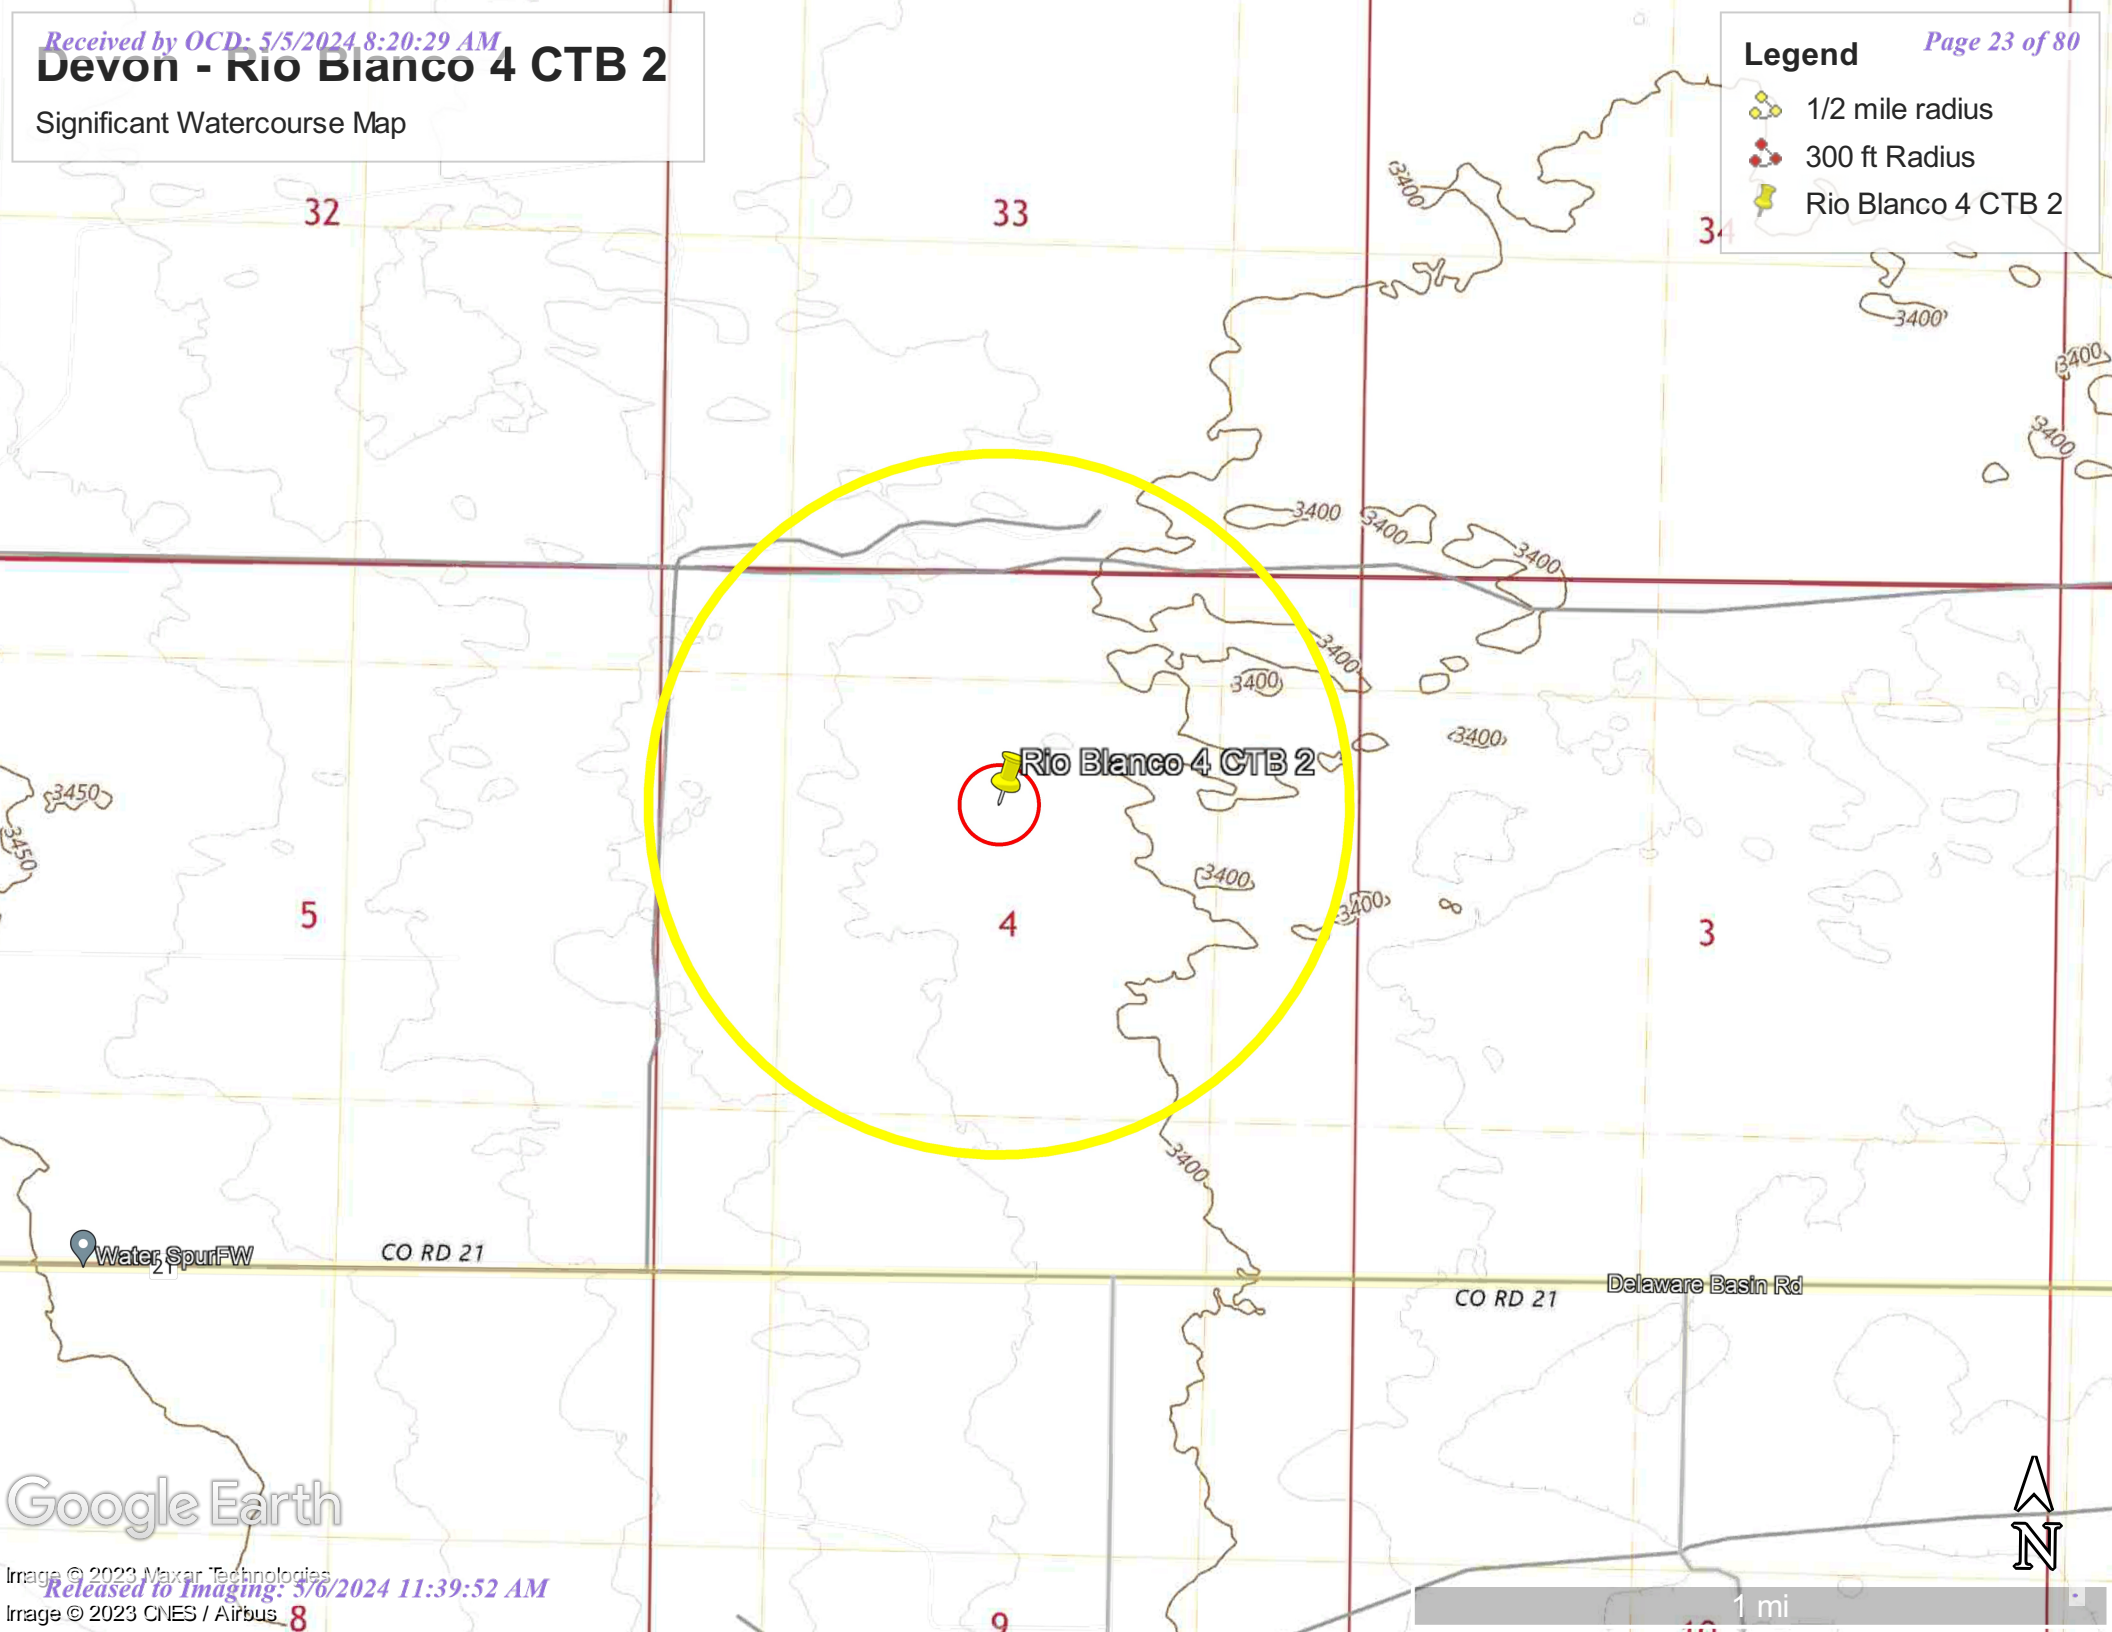 Received by OCD: 5/5/2024 8:20:29 AM
Page 23 of 80
Devon - Rio Blanco 4 CTB 2
Significant Watercourse Map
Legend
1/2 mile radius
300 ft Radius
Rio Blanco 4 CTB 2
32
33
34
3400
3400
3400
3400
3400
3400
3400
3400
3400
3400
Rio Blanco 4 CTB 2
3450
3450
3400
3400
5
4
3
3400
Water SpurFW
21
CO RD 21
Delaware Basin Rd
CO RD 21
Google Earth
N
Image © 2023 Maxar Technologies
Released to Imaging: 5/6/2024 11:39:52 AM
Image © 2023 CNES / Airbus
8
9
10
1 mi